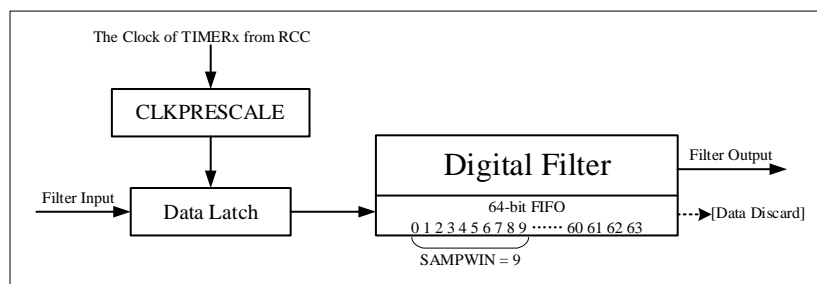 The Clock of TIMERx from RCC
CLKPRESCALE
Digital Filter
Filter Output
Filter Input
Data Latch
64-bit FIFO
0 1 2 3 4 5 6 7 8 9 ⋯⋯ 60 61 62 63
[Data Discard]
SAMPWIN = 9